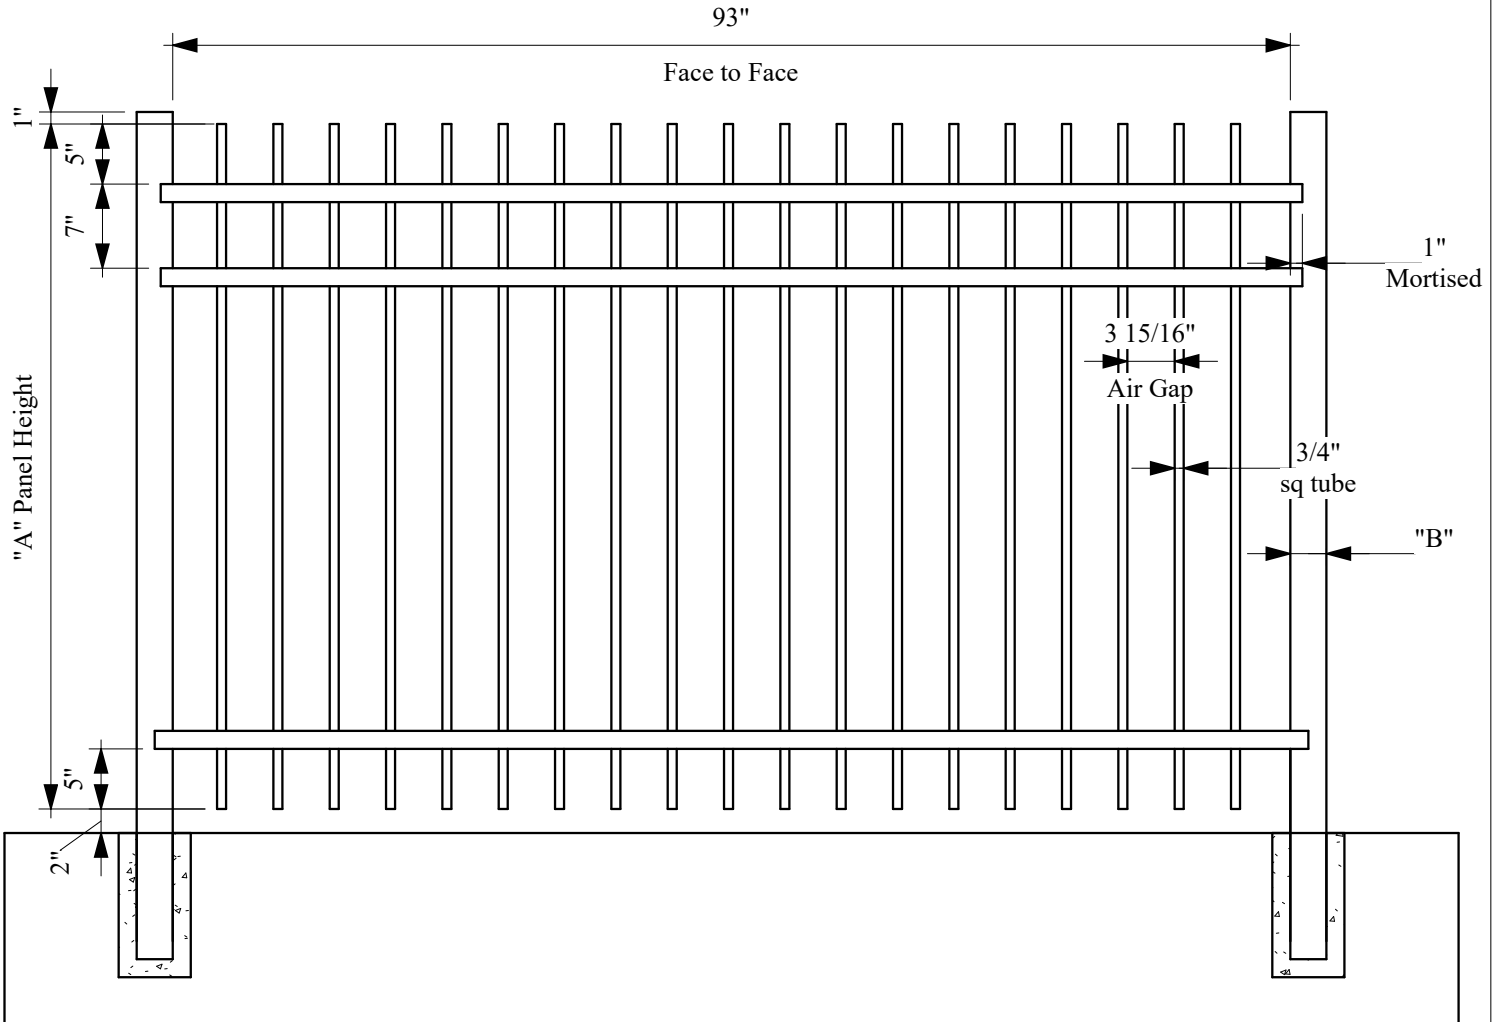 93"
Face to Face
1"
5"
7"
1"
Mortised
3 15/16"
Air Gap
"A" Panel Height
3/4"
sq tube
"B"
5"
2"